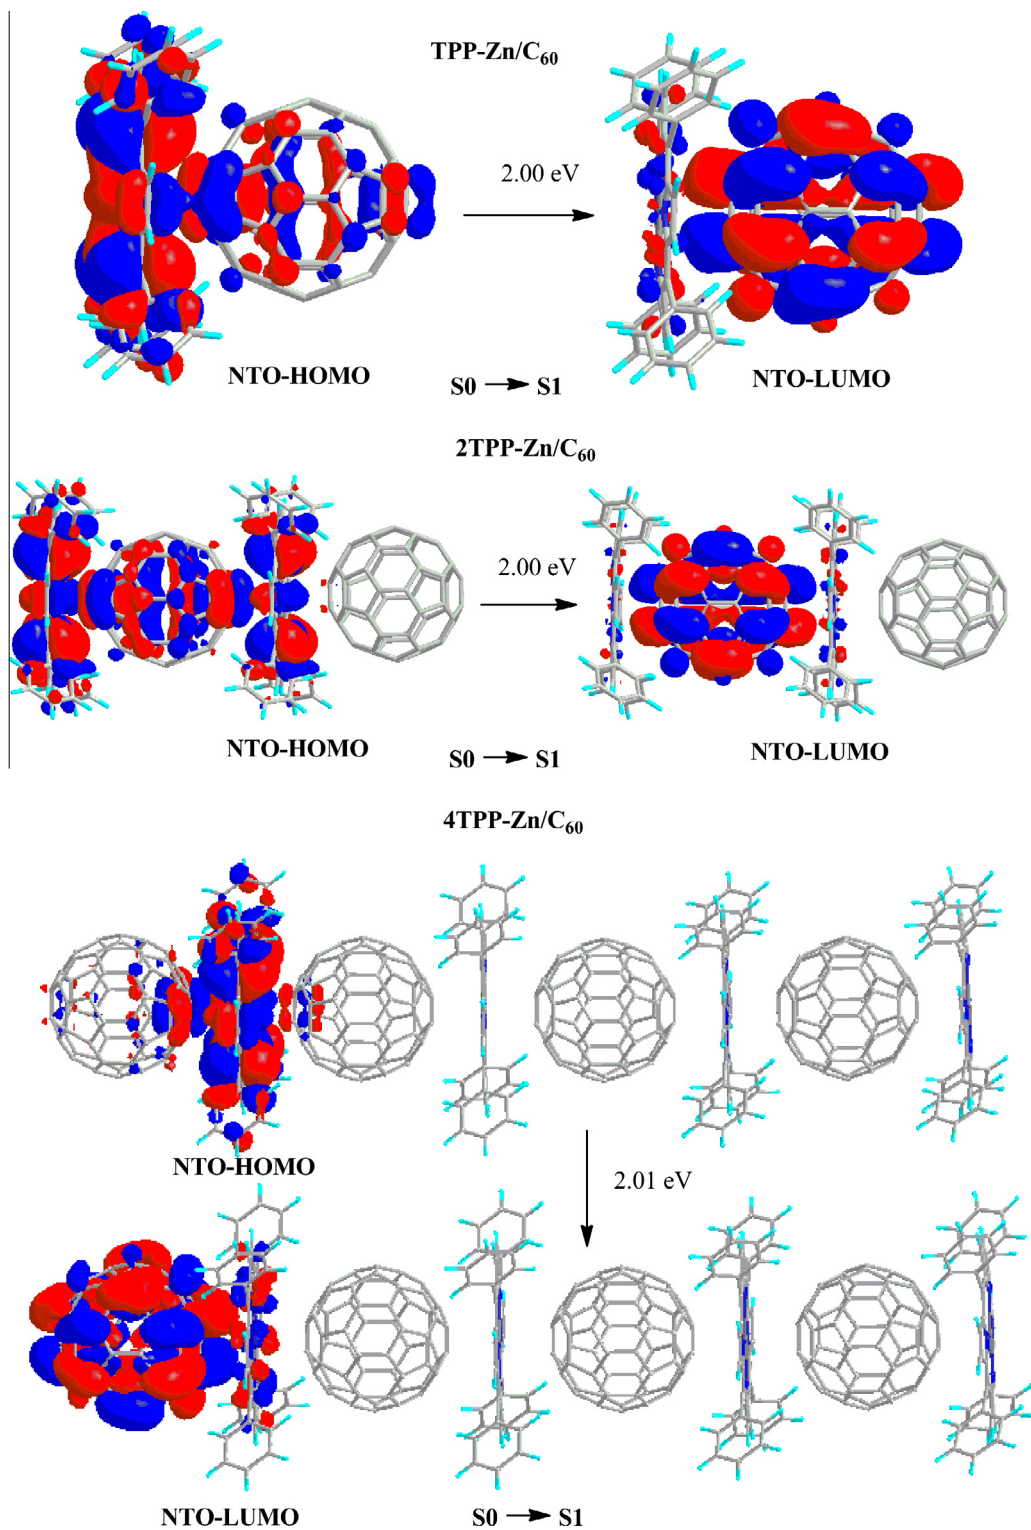 TPP-Zn/C60
2.00 eV
NTO-HOMO
NTO-LUMO
S0 → S1
2TPP-Zn/C60
2.00 eV
NTO-HOMO
NTO-LUMO
S0 → S1
4TPP-Zn/C60
NTO-HOMO
2.01 eV
NTO-LUMO
S0 → S1